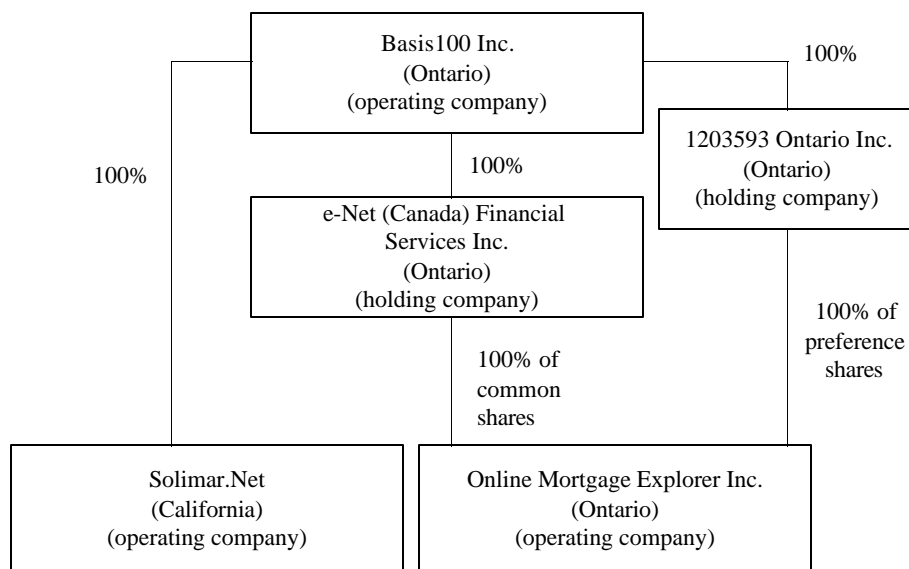 Basis100 Inc.
(Ontario)
(operating company)
100%
1203593 Ontario Inc.
(Ontario)
(holding company)
100%
100%
e-Net (Canada) Financial
Services Inc.
(Ontario)
(holding company)
100% of
preference
shares
100% of
common
shares
Solimar.Net
(California)
(operating company)
Online Mortgage Explorer Inc.
(Ontario)
(operating company)